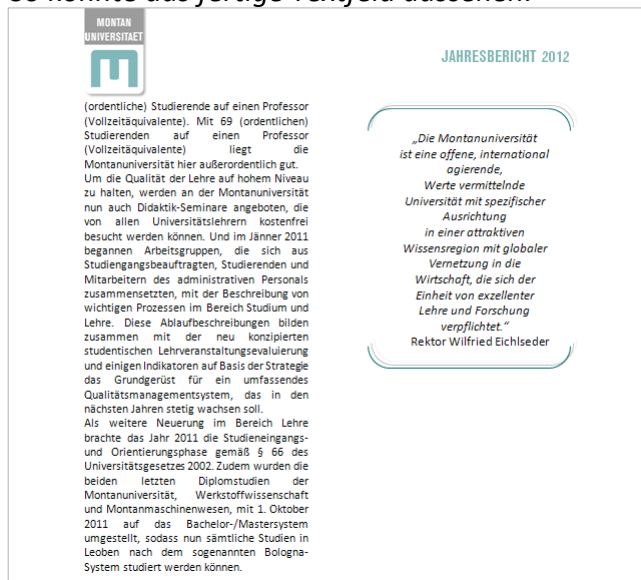 So könnte das fertige Textfeld aussehen:
MONTAN
UNIVERSITAET
JAHRESBERICHT 2012
(ordentliche) Studierende auf einen Professor
(Vollzeitäquivalente). Mit 69 (ordentlichen)
Studierenden auf einen Professor
(Vollzeitäquivalente) liegt die
Montanuniversität hier außerordentlich gut.
Um die Qualität der Lehre auf hohem Niveau
zu halten, werden an der Montanuniversität
nun auch Didaktik-Seminare angeboten, die
von allen Universitätslehrern kostenfrei
besucht werden können. Und im Jänner 2011
begannen Arbeitsgruppen, die sich aus
Studiengangsbeauftragten, Studierenden und
Mitarbeitern des administrativen Personals
zusammensetzten, mit der Beschreibung von
wichtigen Prozessen im Bereich Studium und
Lehre. Diese Ablaufbeschreibungen bilden
zusammen mit der neu konzipierten
studentischen Lehrveranstaltungsevaluierung
und einigen Indikatoren auf Basis der Strategie
das Grundgerüst für ein umfassendes
Qualitätsmanagementsystem, das in den
nächsten Jahren stetig wachsen soll.
Als weitere Neuerung im Bereich Lehre
brachte das Jahr 2011 die Studieneingangs-
und Orientierungsphase gemäß § 66 des
Universitätsgesetzes 2002. Zudem wurden die
beiden letzten Diplomstudien der
Montanuniversität, Werkstoffwissenschaft
und Montanmaschinenwesen, mit 1. Oktober
2011 auf das Bachelor-/Mastersystem
umgestellt, sodass nun sämtliche Studien in
Leoben nach dem sogenannten Bologna-
System studiert werden können.
„Die Montanuniversität
ist eine offene, international
agierende,
Werte vermittelnde
Universität mit spezifischer
Ausrichtung
in einer attraktiven
Wissensregion mit globaler
Vernetzung in die
Wirtschaft, die sich der
Einheit von exzellenter
Lehre und Forschung
verpflichtet.“
Rektor Wilfried Eichlseder